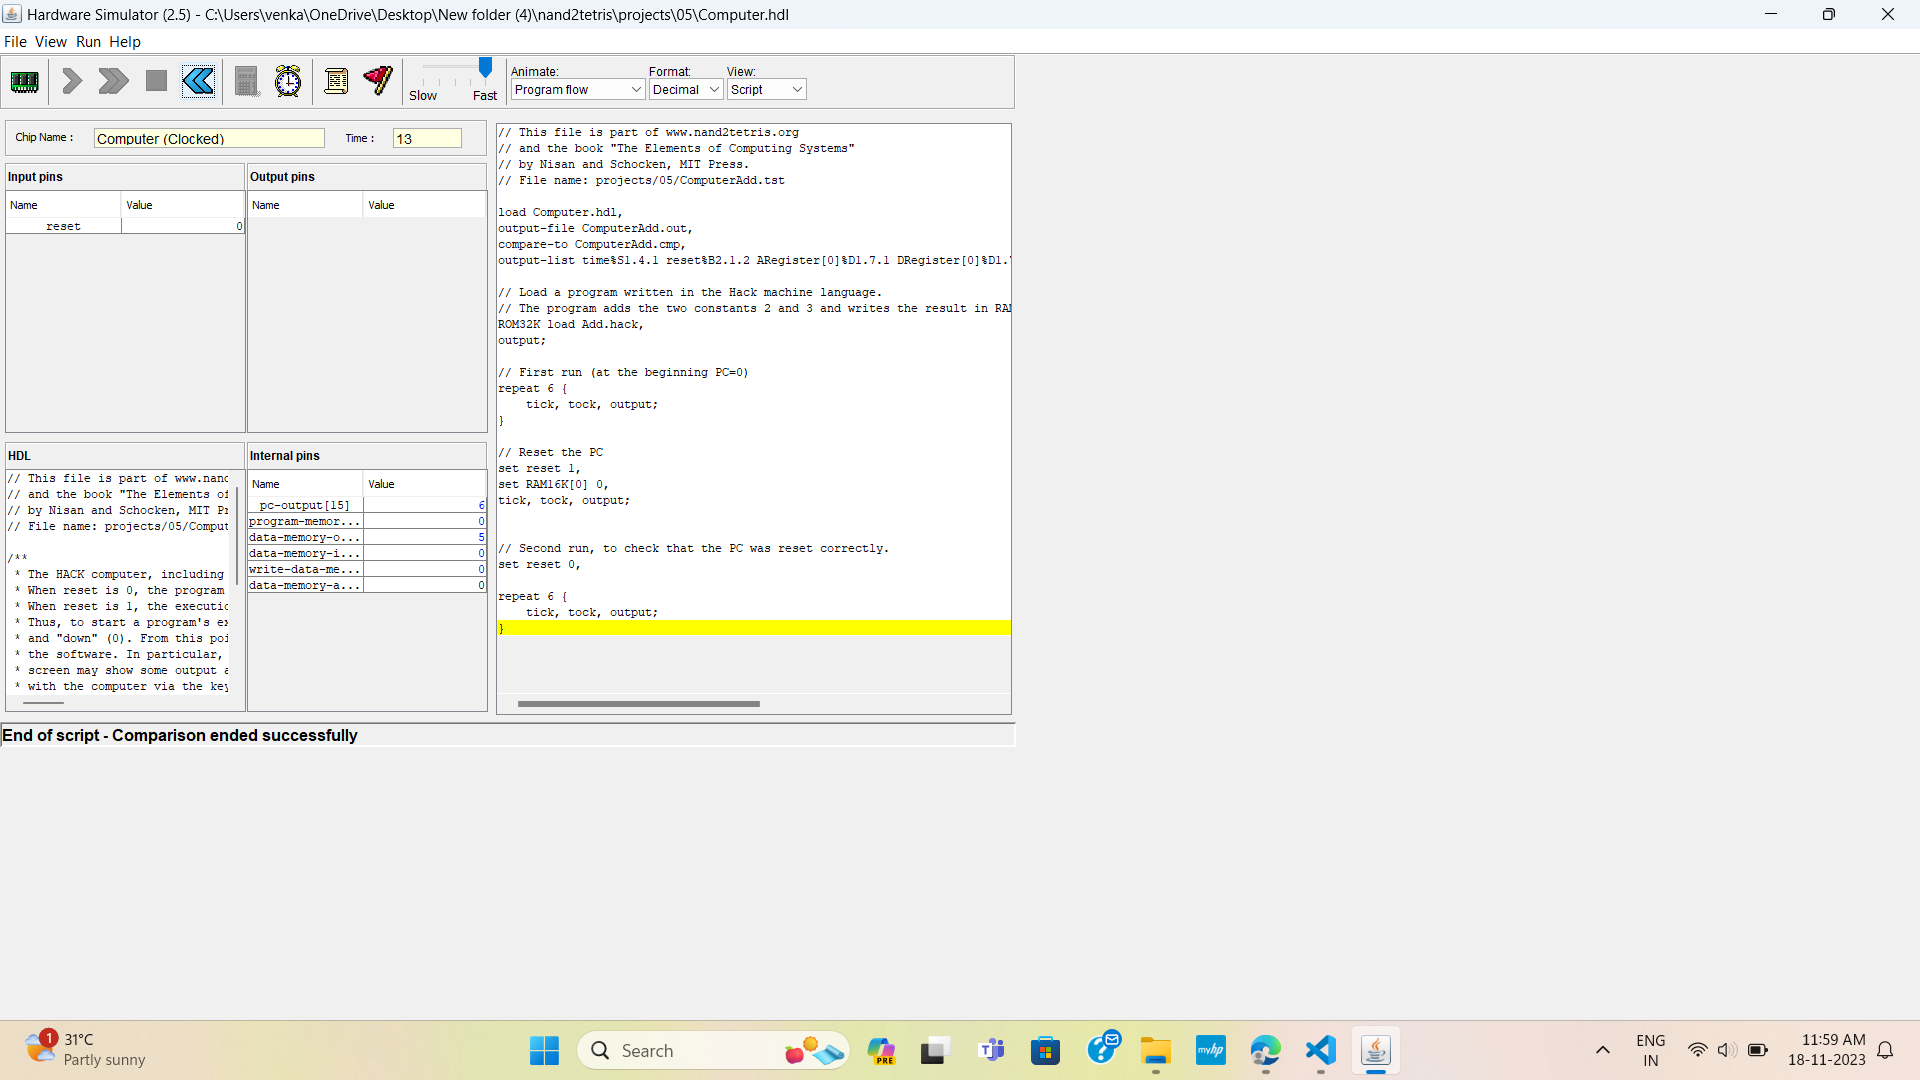 Hardware Simulator (2.5) - C:\Users\venka\OneDrive\Desktop\New folder (4)\nand2tetris\projects\05\Computer.hdl
File View Run Help
Slow Fast
Animate: Format: View:
Program flow Decimal Script
Chip Name : Computer (Clocked) Time : 13
Input pins
Name Value
reset 0
Output pins
Name Value
HDL
// This file is part of www.nand
// and the book "The Elements of
// by Nisan and Schocken, MIT Pr
// File name: projects/05/Comput
/**
* The HACK computer, including
* When reset is 0, the program
* When reset is 1, the executio
* Thus, to start a program's ex
* and "down" (0). From this poi
* the software. In particular,
* screen may show some output a
* with the computer via the key
Internal pins
Name Value
pc-output[15] 6
program-memor... 0
data-memory-o... 5
data-memory-i... 0
write-data-me... 0
data-memory-a... 0
// This file is part of www.nand2tetris.org
// and the book "The Elements of Computing Systems"
// by Nisan and Schocken, MIT Press.
// File name: projects/05/ComputerAdd.tst
load Computer.hdl,
output-file ComputerAdd.out,
compare-to ComputerAdd.cmp,
output-list time%S1.4.1 reset%B2.1.2 ARegister[0]%D1.7.1 DRegister[0]%D1.
// Load a program written in the Hack machine language.
// The program adds the two constants 2 and 3 and writes the result in RA
ROM32K load Add.hack,
output;
// First run (at the beginning PC=0)
repeat 6 {
tick, tock, output;
}
// Reset the PC
set reset 1,
set RAM16K[0] 0,
tick, tock, output;
// Second run, to check that the PC was reset correctly.
set reset 0,
repeat 6 {
tick, tock, output;
}
End of script - Comparison ended successfully
1
31°C
Partly sunny
Search
PRE
myhp
ENG
IN
11:59 AM
18-11-2023